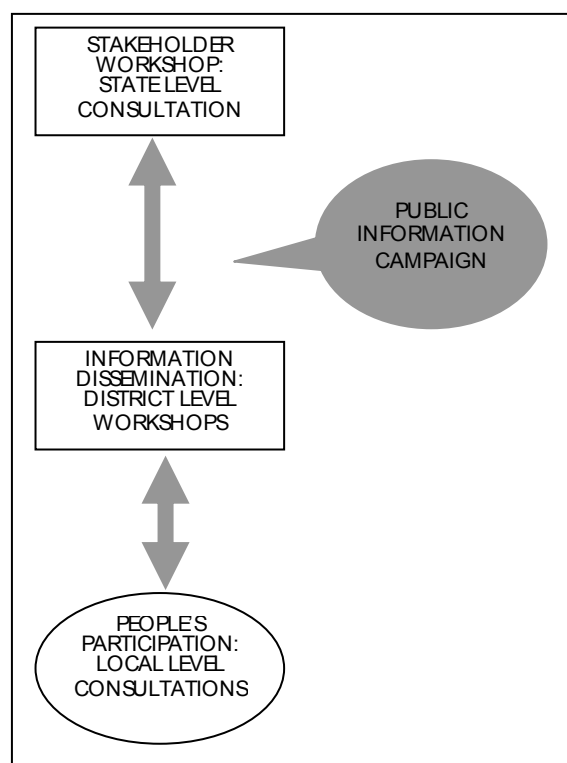 STAKEHOLDER
WORKSHOP:
STATE LEVEL
CONSULTATION
PUBLIC
INFORMATION
CAMPAIGN
INFORMATION
DISSEMINATION:
DISTRICT LEVEL
WORKSHOPS
PEOPLE'S
PARTICIPATION:
LOCAL LEVEL
CONSULTATIONS